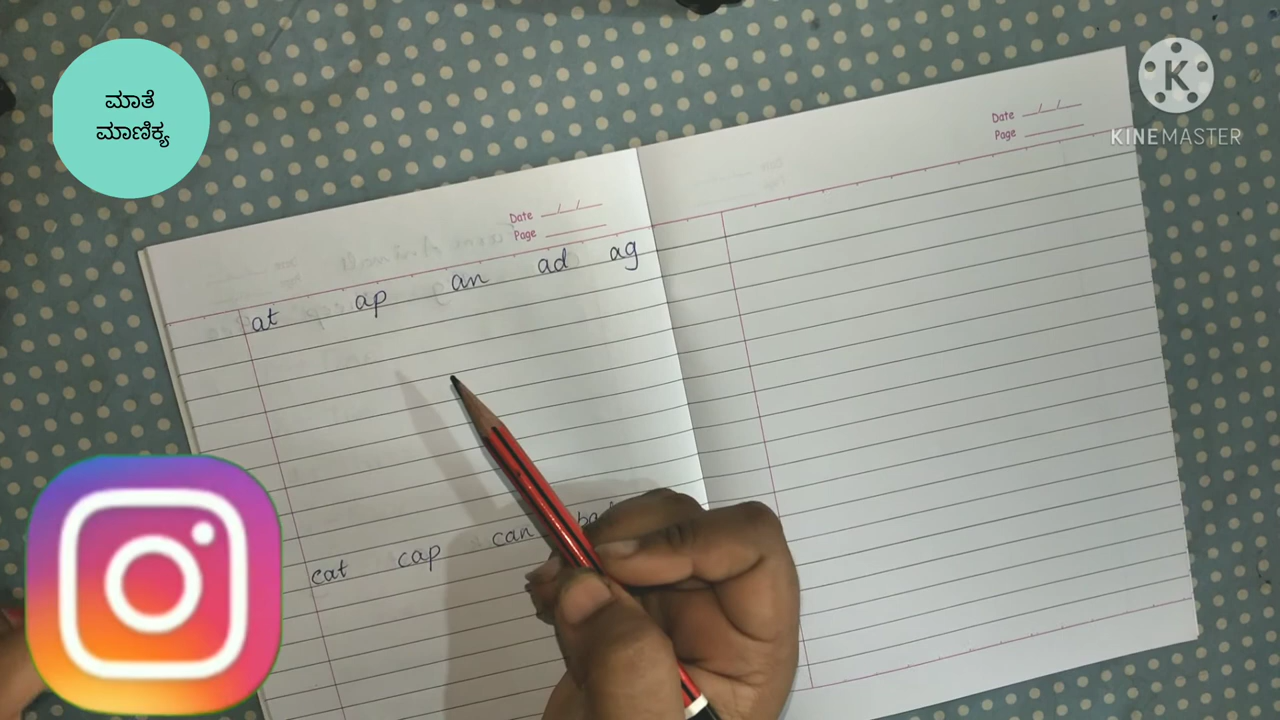 ಮಾತೆ
ಮಾಣಿಕ್ಯ
KINEMASTER
Date
Page
Date
Page
at ap an ad ag
cat cap can